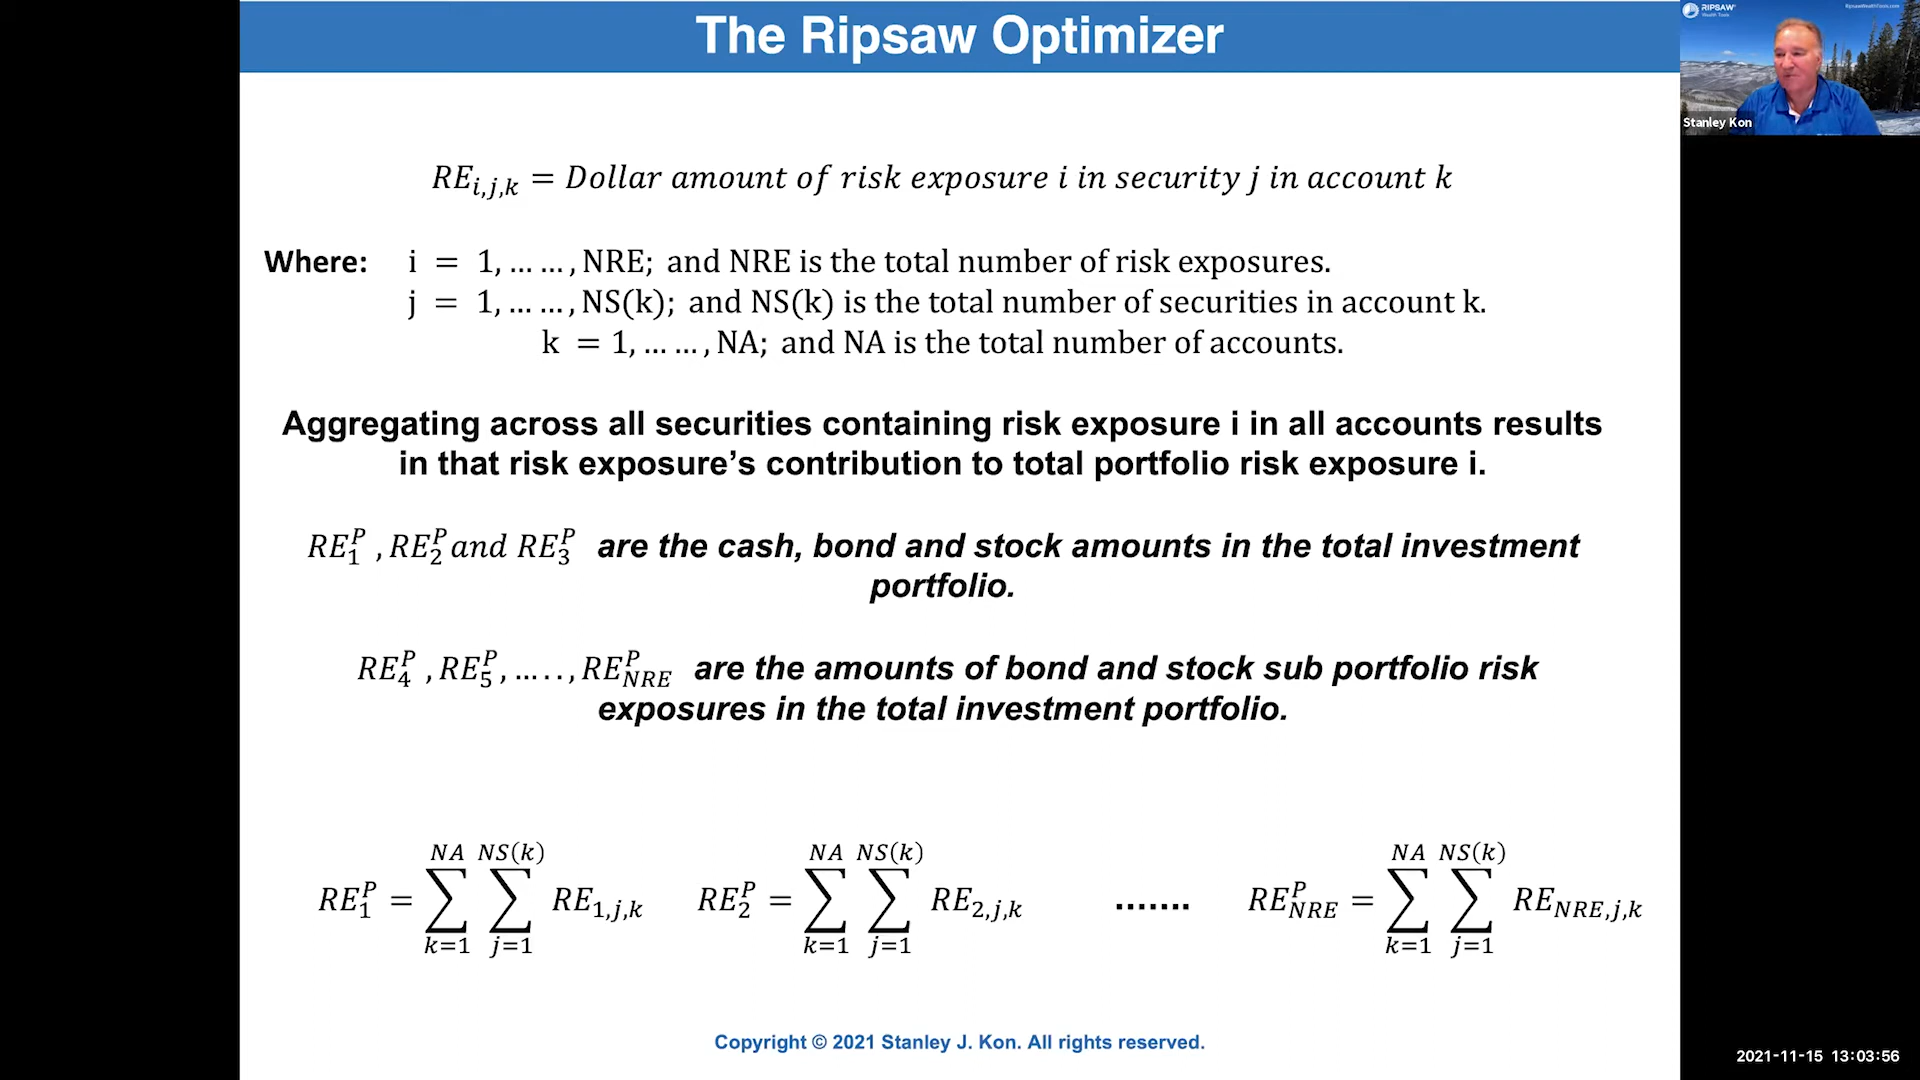 The Ripsaw Optimizer
RIPSAW
Wealth Tools
RipsawWealthTools.com
Stanley Kon
RE_{i,j,k} = Dollar amount of risk exposure i in security j in account k
Where: i = 1, … …, NRE; and NRE is the total number of risk exposures.
j = 1, … …, NS(k); and NS(k) is the total number of securities in account k.
k = 1, … …, NA; and NA is the total number of accounts.
Aggregating across all securities containing risk exposure i in all accounts results
in that risk exposure’s contribution to total portfolio risk exposure i.
RE_1^P , RE_2^P and RE_3^P are the cash, bond and stock amounts in the total investment
portfolio.
RE_4^P , RE_5^P, … . . , RE_{NRE}^P are the amounts of bond and stock sub portfolio risk
exposures in the total investment portfolio.
RE_1^P = ∑_{k=1}^{NA} ∑_{j=1}^{NS(k)} RE_{1,j,k} RE_2^P = ∑_{k=1}^{NA} ∑_{j=1}^{NS(k)} RE_{2,j,k} ....... RE_{NRE}^P = ∑_{k=1}^{NA} ∑_{j=1}^{NS(k)} RE_{NRE,j,k}
Copyright © 2021 Stanley J. Kon. All rights reserved.
2021-11-15 13:03:56